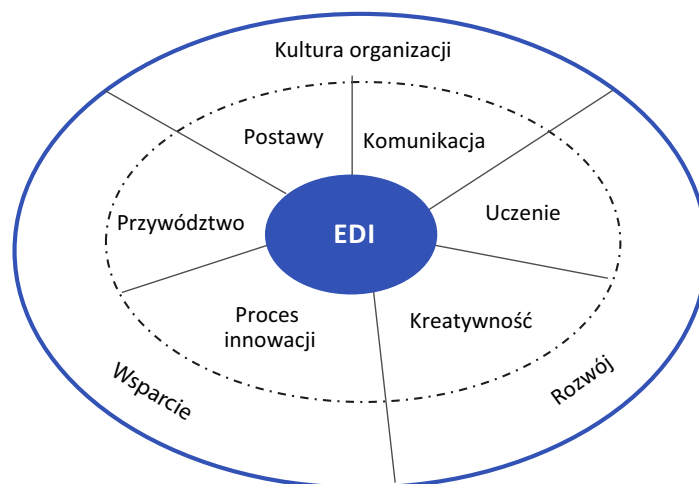 Kultura organizacji
Postawy
Komunikacja
Przywództwo
EDI
Uczenie
Proces
innowacji
Kreatywność
Wsparcie
Rozwój